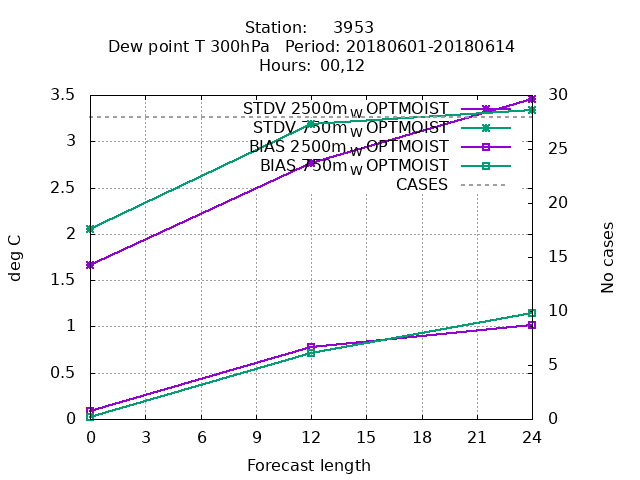 Station: 3953
Dew point T 300hPa Period: 20180601-20180614
Hours: 00,12
STDV 2500m_W OPTMOIST
STDV 750m_W OPTMOIST
BIAS 2500m_W OPTMOIST
BIAS 750m_W OPTMOIST
CASES
3.5
3
2.5
2
1.5
1
0.5
0
deg C
30
25
20
15
10
5
0
No cases
0 3 6 9 12 15 18 21 24
Forecast length